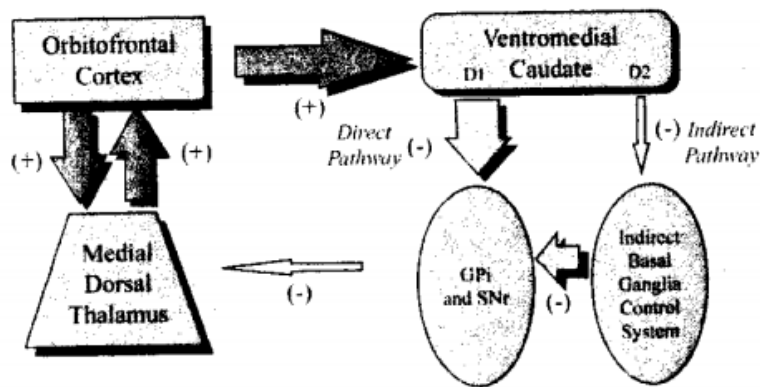 Orbitofrontal
Cortex
(+)
Ventromedial
Caudate
D1
D2
Direct
Pathway
(-)
(-)
Indirect
Pathway
(+)
(+)
Medial
Dorsal
Thalamus
(-)
GPi
and SNr
(-)
Indirect
Basal
Ganglia
Control
System